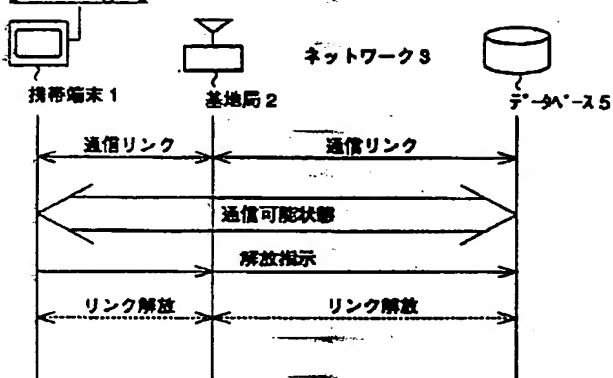 ネットワーク3
携帯端末1
基地局2
データベース5
通信リンク
通信リンク
通信可能状態
解放指示
リンク解放
リンク解放